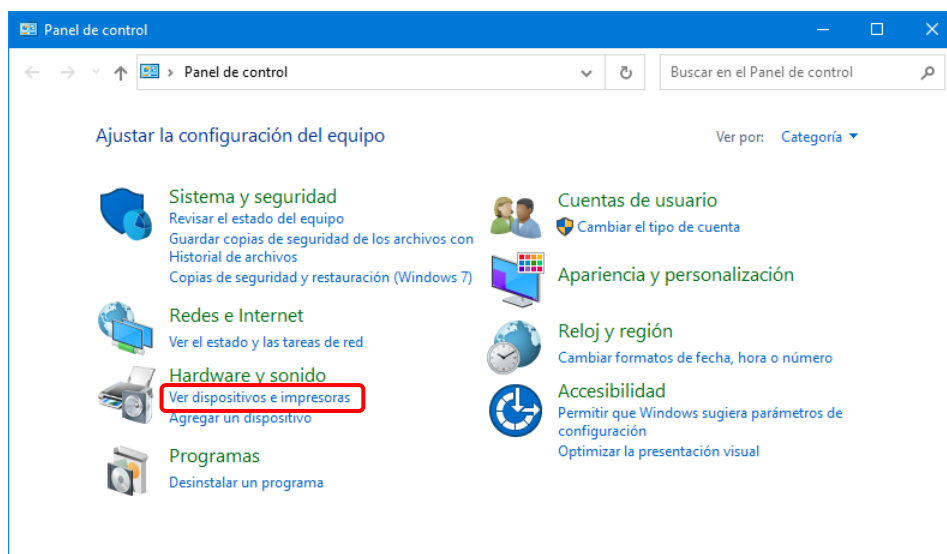 Panel de control
Panel de control
Buscar en el Panel de control
Ajustar la configuración del equipo
Ver por: Categoría
Sistema y seguridad
Revisar el estado del equipo
Guardar copias de seguridad de los archivos con
Historial de archivos
Copias de seguridad y restauración (Windows 7)
Redes e Internet
Ver el estado y las tareas de red
Hardware y sonido
Ver dispositivos e impresoras
Agregar un dispositivo
Programas
Desinstalar un programa
Cuentas de usuario
Cambiar el tipo de cuenta
Apariencia y personalización
Reloj y región
Cambiar formatos de fecha, hora o número
Accesibilidad
Permitir que Windows sugiera parámetros de
configuración
Optimizar la presentación visual